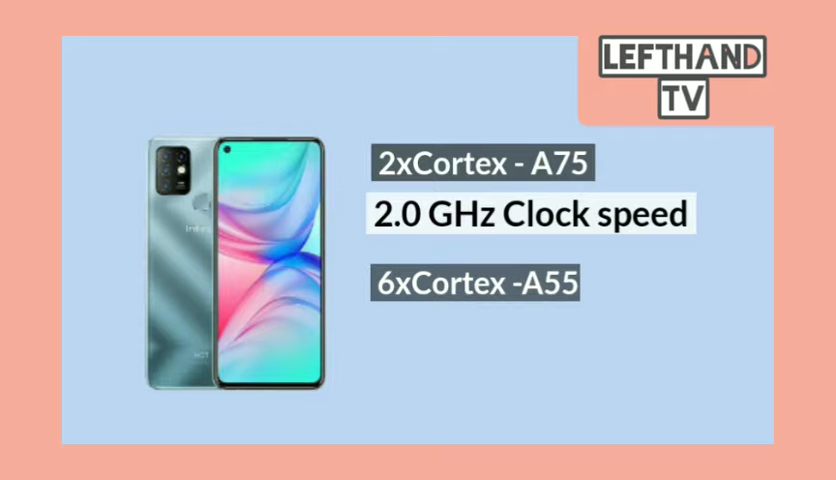 LEFTHAND
TV
2xCortex - A75
2.0 GHz Clock speed
6xCortex -A55